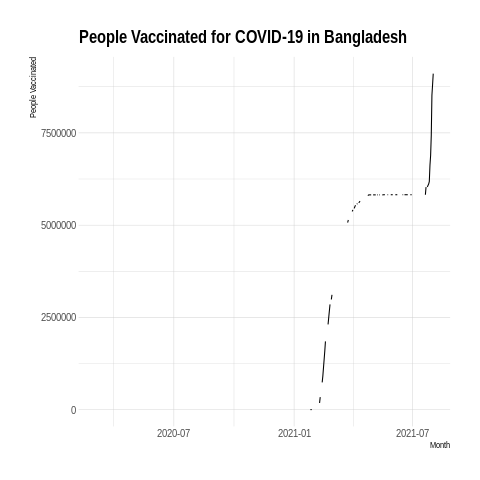 People Vaccinated for COVID-19 in Bangladesh
People Vaccinated
7500000
5000000
2500000
0
2020-07
2021-01
2021-07
Month